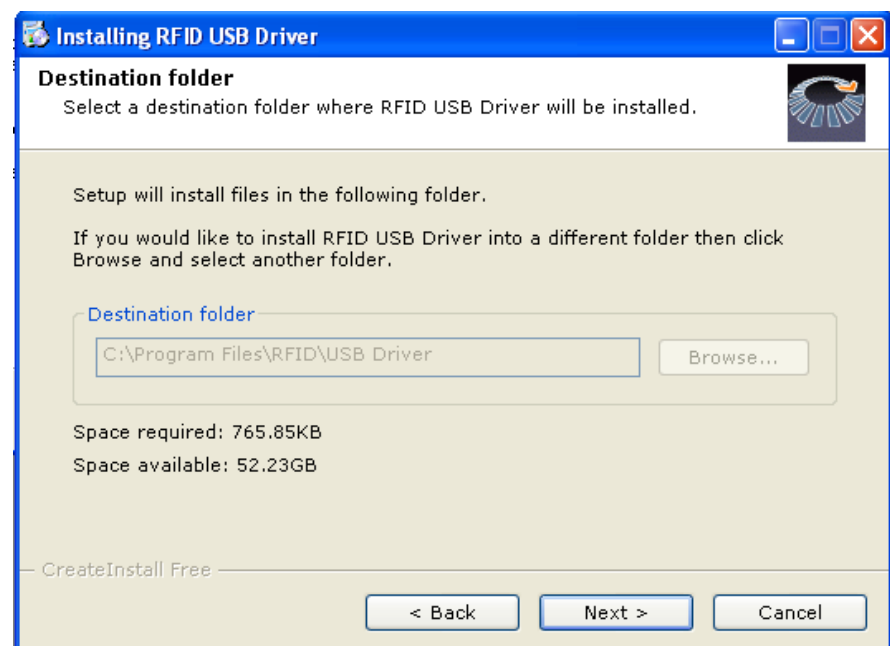 Installing RFID USB Driver
Destination folder
Select a destination folder where RFID USB Driver will be installed.
Setup will install files in the following folder.
If you would like to install RFID USB Driver into a different folder then click
Browse and select another folder.
Destination folder
C:\Program Files\RFID\USB Driver
Browse...
Space required: 765.85KB
Space available: 52.23GB
CreateInstall Free
< Back
Next >
Cancel